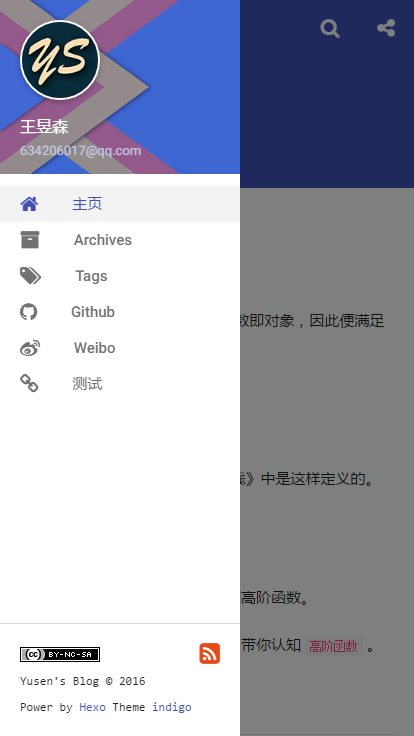 YS
王昱森
634206017@qq.com
主页
Archives
Tags
Github
Weibo
测试
数即对象，因此便满足
》中是这样定义的。
高阶函数。
带你认知 高阶函数 。
cc BY-NC-SA
Yusen's Blog © 2016
Power by Hexo Theme indigo